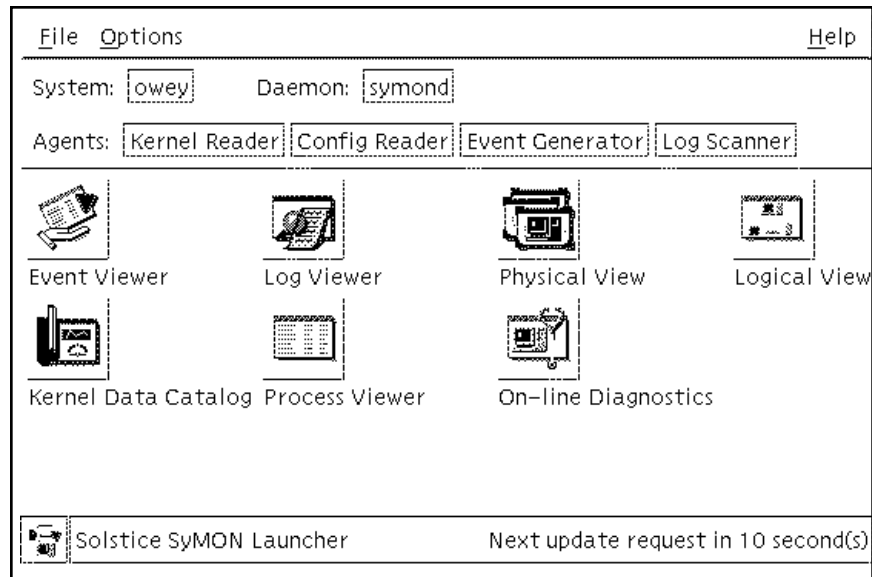 File Options Help
System: owey Daemon: symond
Agents: Kernel Reader Config Reader Event Generator Log Scanner
Event Viewer Log Viewer Physical View Logical View
Kernel Data Catalog Process Viewer On-line Diagnostics
Solstice SyMON Launcher Next update request in 10 second(s)